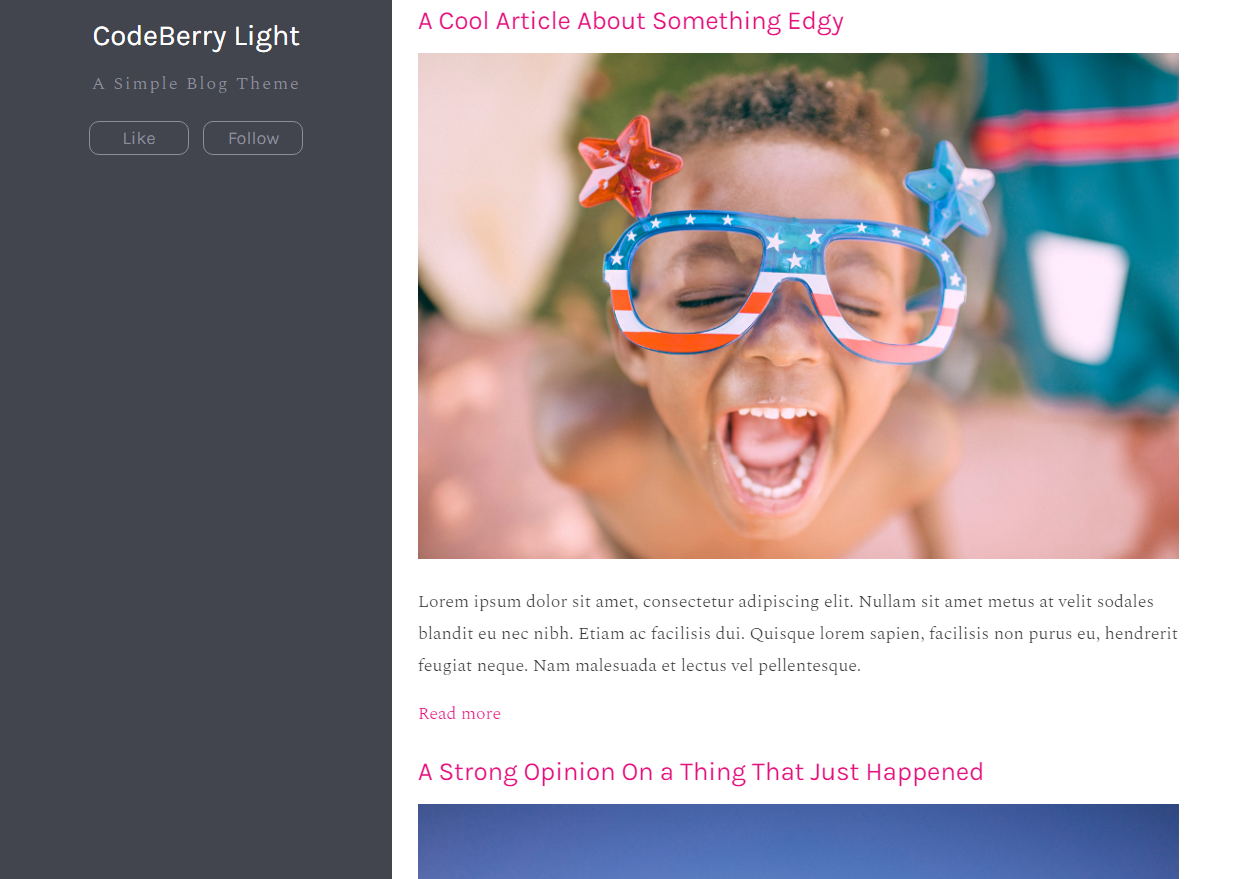 CodeBerry Light
A Simple Blog Theme
Like
Follow
A Cool Article About Something Edgy
Lorem ipsum dolor sit amet, consectetur adipiscing elit. Nullam sit amet metus at velit sodales
blandit eu nec nibh. Etiam ac facilisis dui. Quisque lorem sapien, facilisis non purus eu, hendrerit
feugiat neque. Nam malesuada et lectus vel pellentesque.
Read more
A Strong Opinion On a Thing That Just Happened